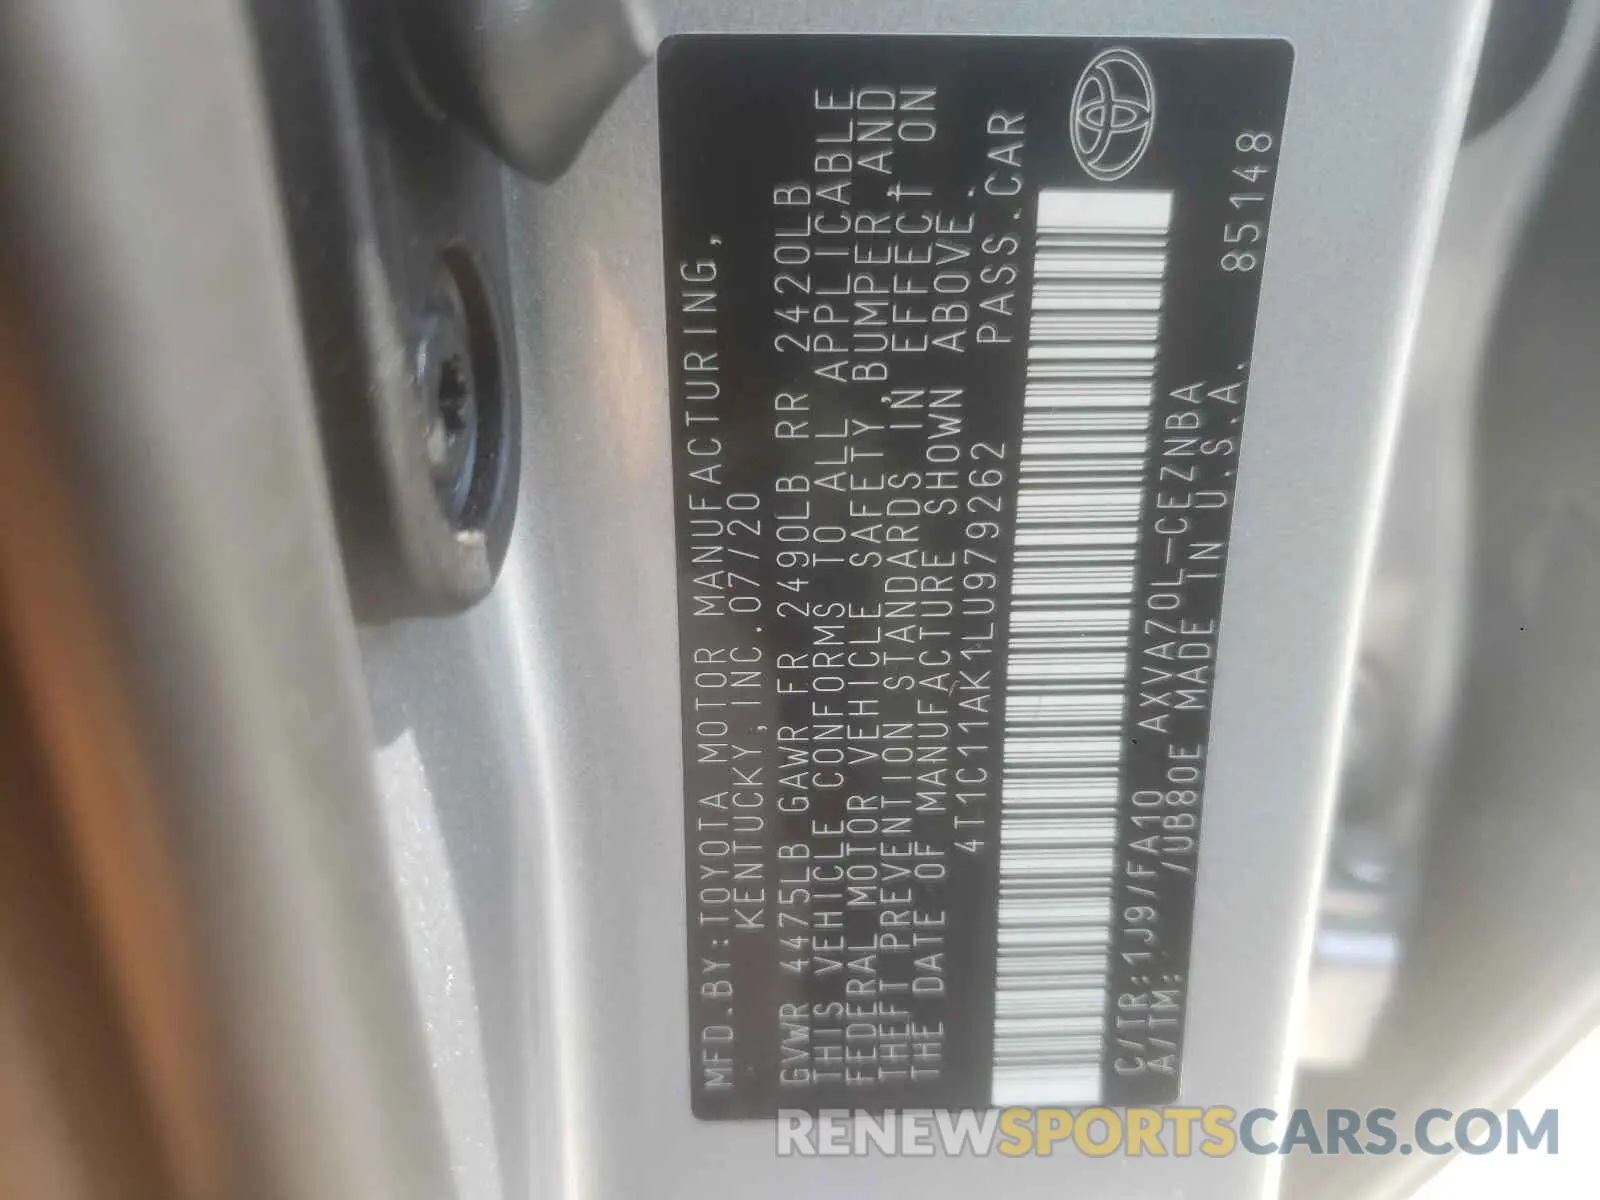 MFD.BY:TOYOTA MOTOR MANUFACTURING,
KENTUCKY,INC.07/20
GVWR 4475LB GAWR FR 2490LB RR 2420LB
THIS VEHICLE CONFORMS TO ALL APPLICABLE
FEDERAL MOTOR VEHICLE SAFETY,BUMPER,AND
THEFT PREVENTION STANDARDS IN EFFECT ON
THE DATE OF MANUFACTURE SHOWN ABOVE.
4T1C11AK1LU979262 PASS.CAR
C/TR:1J9/FA10 AXVA70L-CEZNBA
A/TM: /UB80E MADE IN U.S.A. 85148
RENEWSPORTSCARS.COM